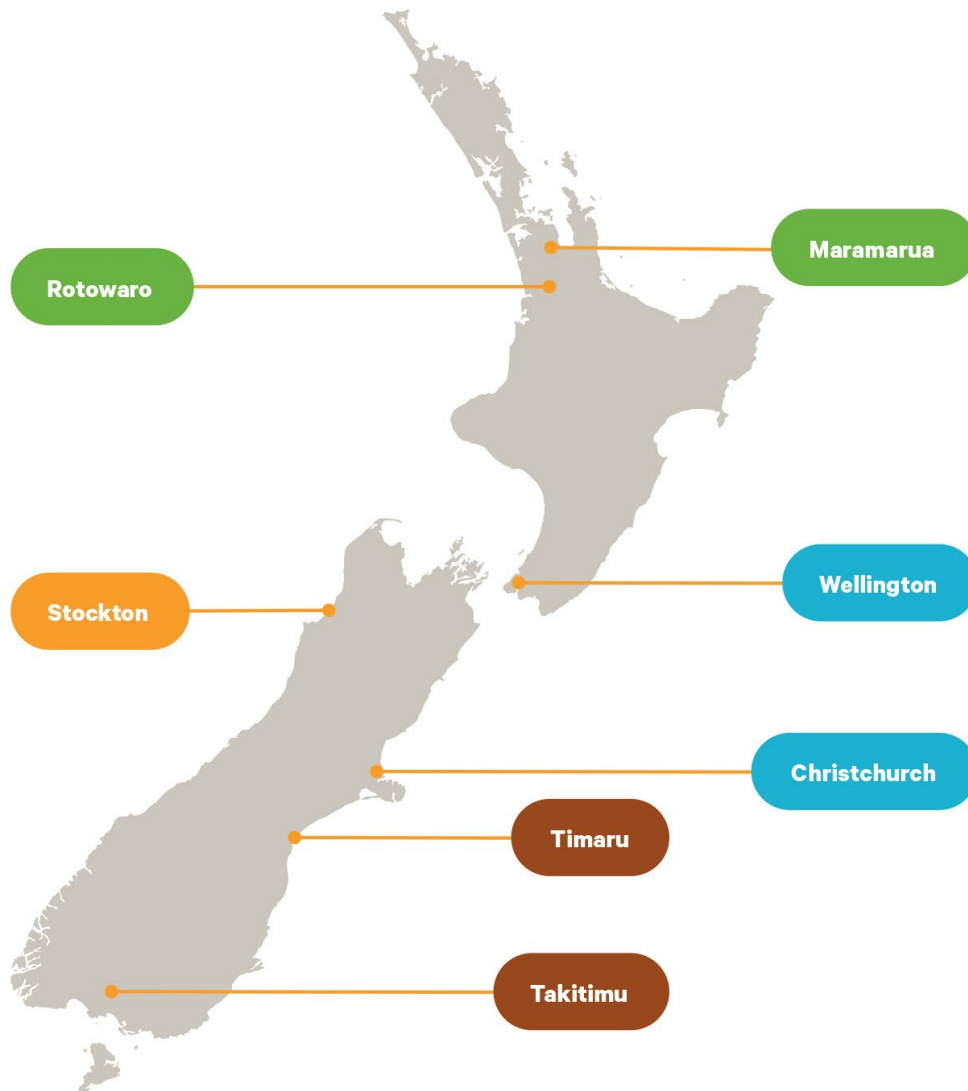 Maramarua
Rotowaro
Wellington
Stockton
Christchurch
Timaru
Takitimu